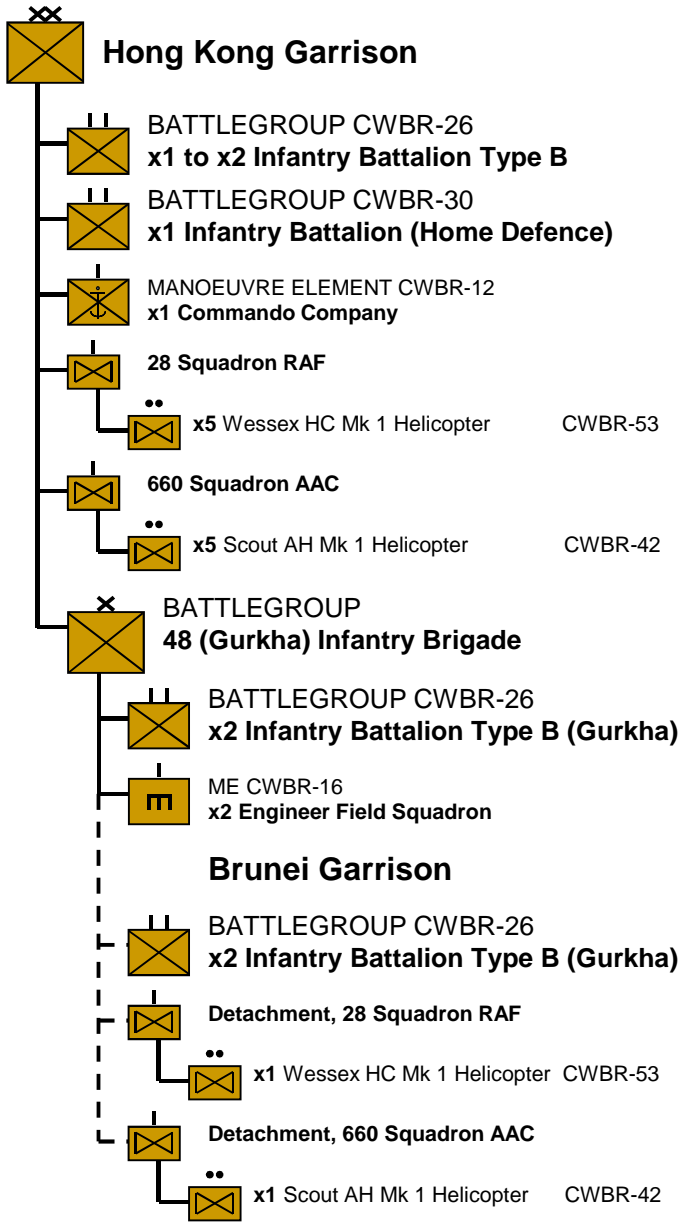 Hong Kong Garrison
BATTLEGROUP CWBR-26
x1 to x2 Infantry Battalion Type B
BATTLEGROUP CWBR-30
x1 Infantry Battalion (Home Defence)
MANOEUVRE ELEMENT CWBR-12
x1 Commando Company
28 Squadron RAF
x5 Wessex HC Mk 1 Helicopter CWBR-53
660 Squadron AAC
x5 Scout AH Mk 1 Helicopter CWBR-42
BATTLEGROUP
48 (Gurkha) Infantry Brigade
BATTLEGROUP CWBR-26
x2 Infantry Battalion Type B (Gurkha)
ME CWBR-16
x2 Engineer Field Squadron
Brunei Garrison
BATTLEGROUP CWBR-26
x2 Infantry Battalion Type B (Gurkha)
Detachment, 28 Squadron RAF
x1 Wessex HC Mk 1 Helicopter CWBR-53
Detachment, 660 Squadron AAC
x1 Scout AH Mk 1 Helicopter CWBR-42